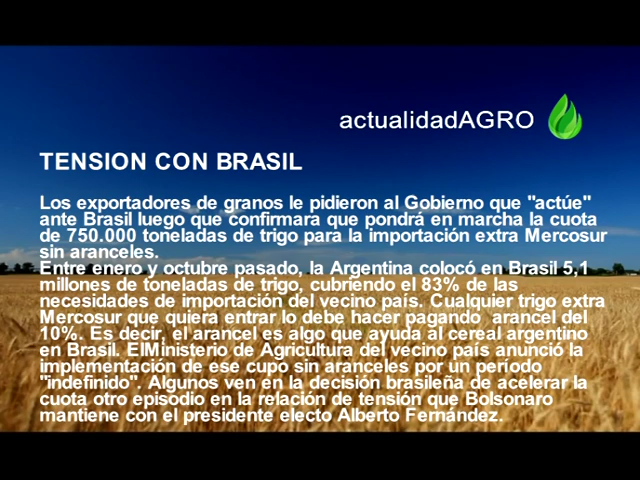 actualidadAGRO
TENSION CON BRASIL
Los exportadores de granos le pidieron al Gobierno que "actúe"
ante Brasil luego que confirmara que pondrá en marcha la cuota
de 750.000 toneladas de trigo para la importación extra Mercosur
sin aranceles.
Entre enero y octubre pasado, la Argentina colocó en Brasil 5,1
millones de toneladas de trigo, cubriendo el 83% de las
necesidades de importación del vecino país. Cualquier trigo extra
Mercosur que quiera entrar lo debe hacer pagando  arancel del
10%. Es decir, el arancel es algo que ayuda al cereal argentino
en Brasil. ElMinisterio de Agricultura del vecino país anunció la
implementación de ese cupo sin aranceles por un período
"indefinido". Algunos ven en la decisión brasileña de acelerar la
cuota otro episodio en la relación de tensión que Bolsonaro
mantiene con el presidente electo Alberto Fernández.